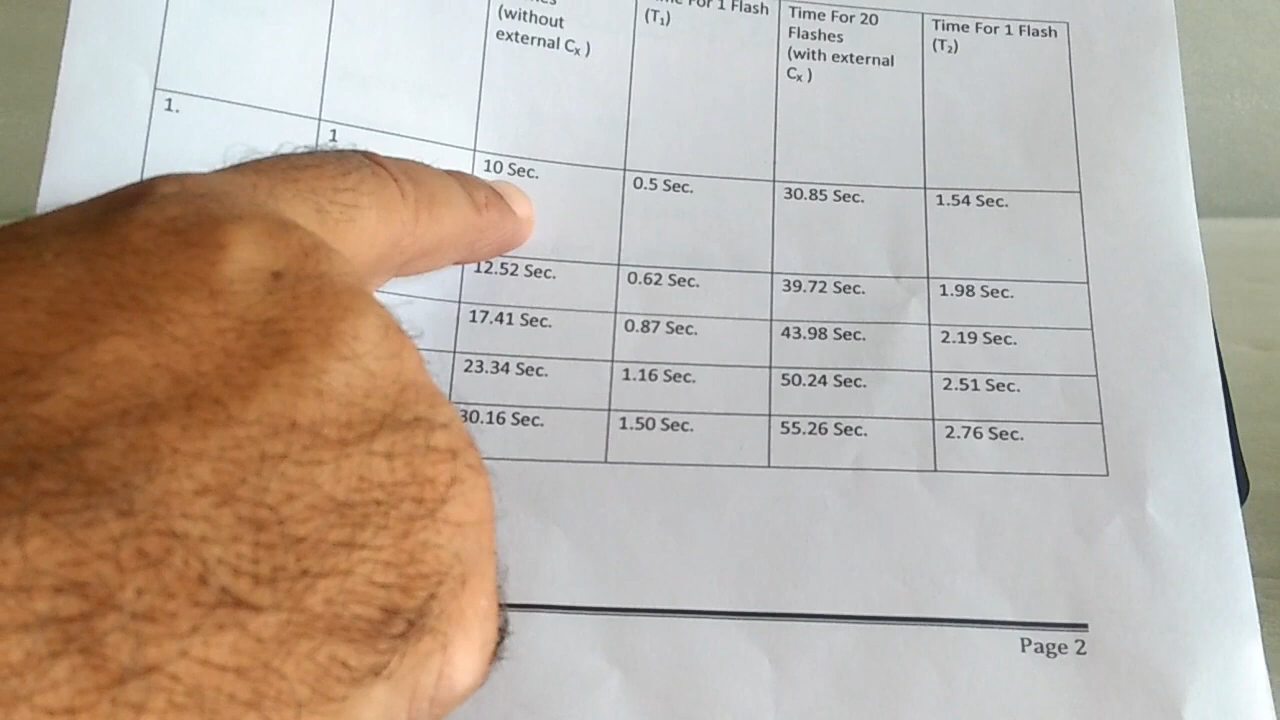 (without
external Cx )
For 1 Flash
(T₁)
Time For 20
Flashes
(with external
Cx )
Time For 1 Flash
(T₂)
1.
1
10 Sec.
0.5 Sec.
30.85 Sec.
1.54 Sec.
12.52 Sec.
0.62 Sec.
39.72 Sec.
1.98 Sec.
17.41 Sec.
0.87 Sec.
43.98 Sec.
2.19 Sec.
23.34 Sec.
1.16 Sec.
50.24 Sec.
2.51 Sec.
30.16 Sec.
1.50 Sec.
55.26 Sec.
2.76 Sec.
Page 2